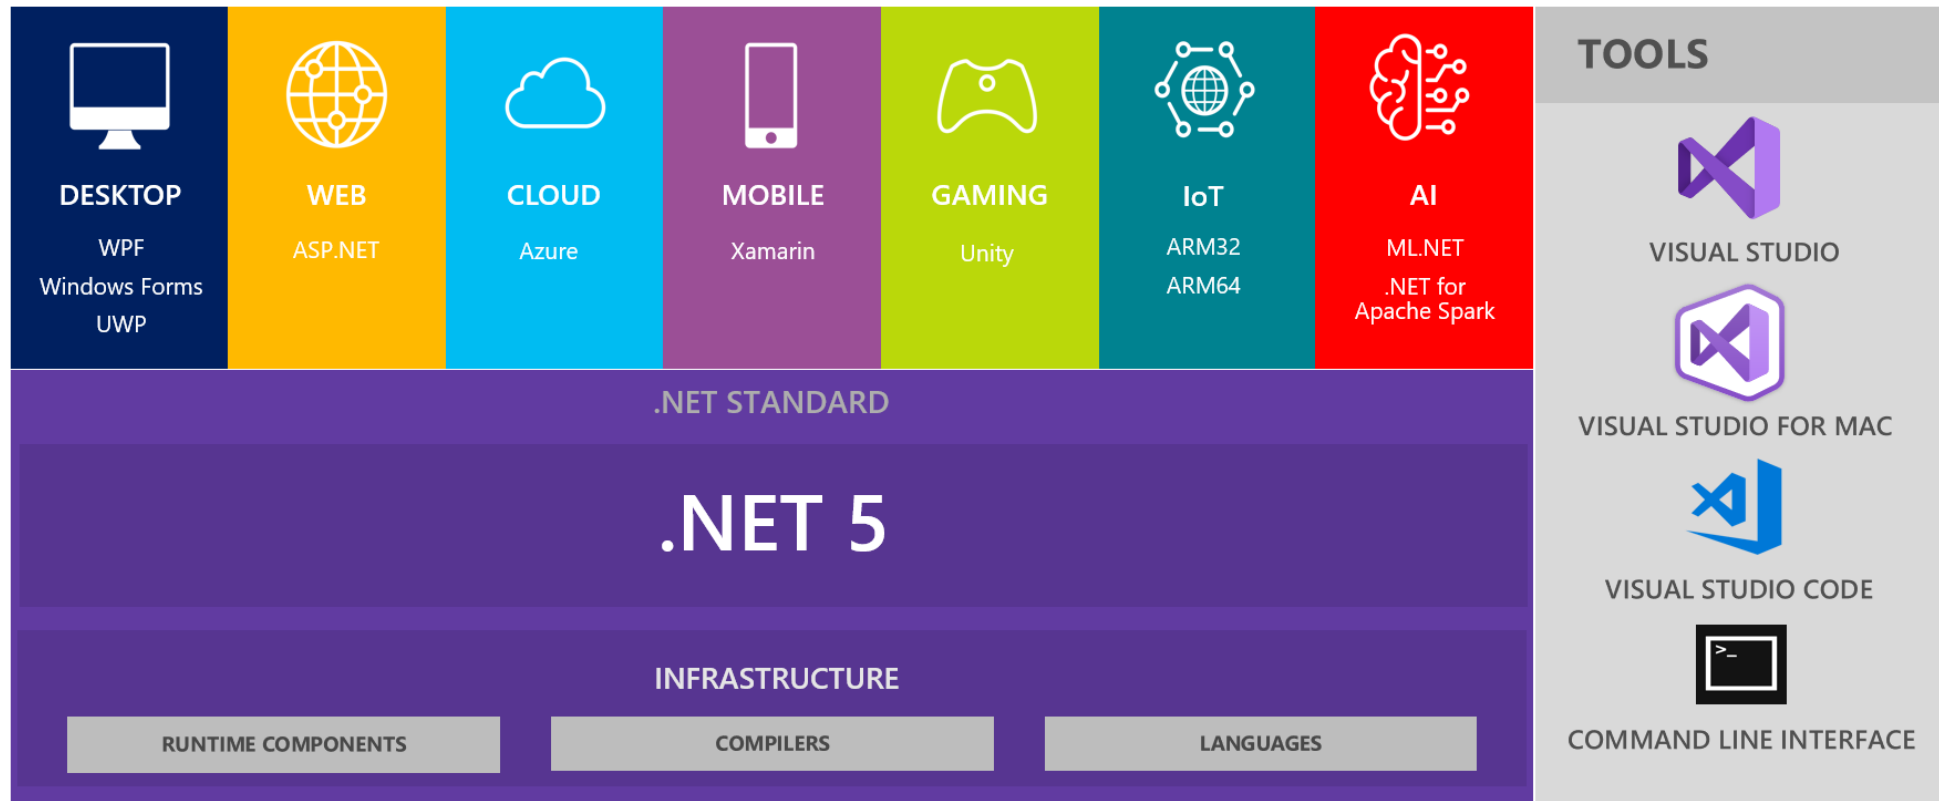 DESKTOP
WPF
Windows Forms
UWP
WEB
ASP.NET
CLOUD
Azure
MOBILE
Xamarin
GAMING
Unity
IoT
ARM32
ARM64
AI
ML.NET
.NET for
Apache Spark
.NET STANDARD
.NET 5
INFRASTRUCTURE
RUNTIME COMPONENTS
COMPILERS
LANGUAGES
TOOLS
VISUAL STUDIO
VISUAL STUDIO FOR MAC
VISUAL STUDIO CODE
>_
COMMAND LINE INTERFACE